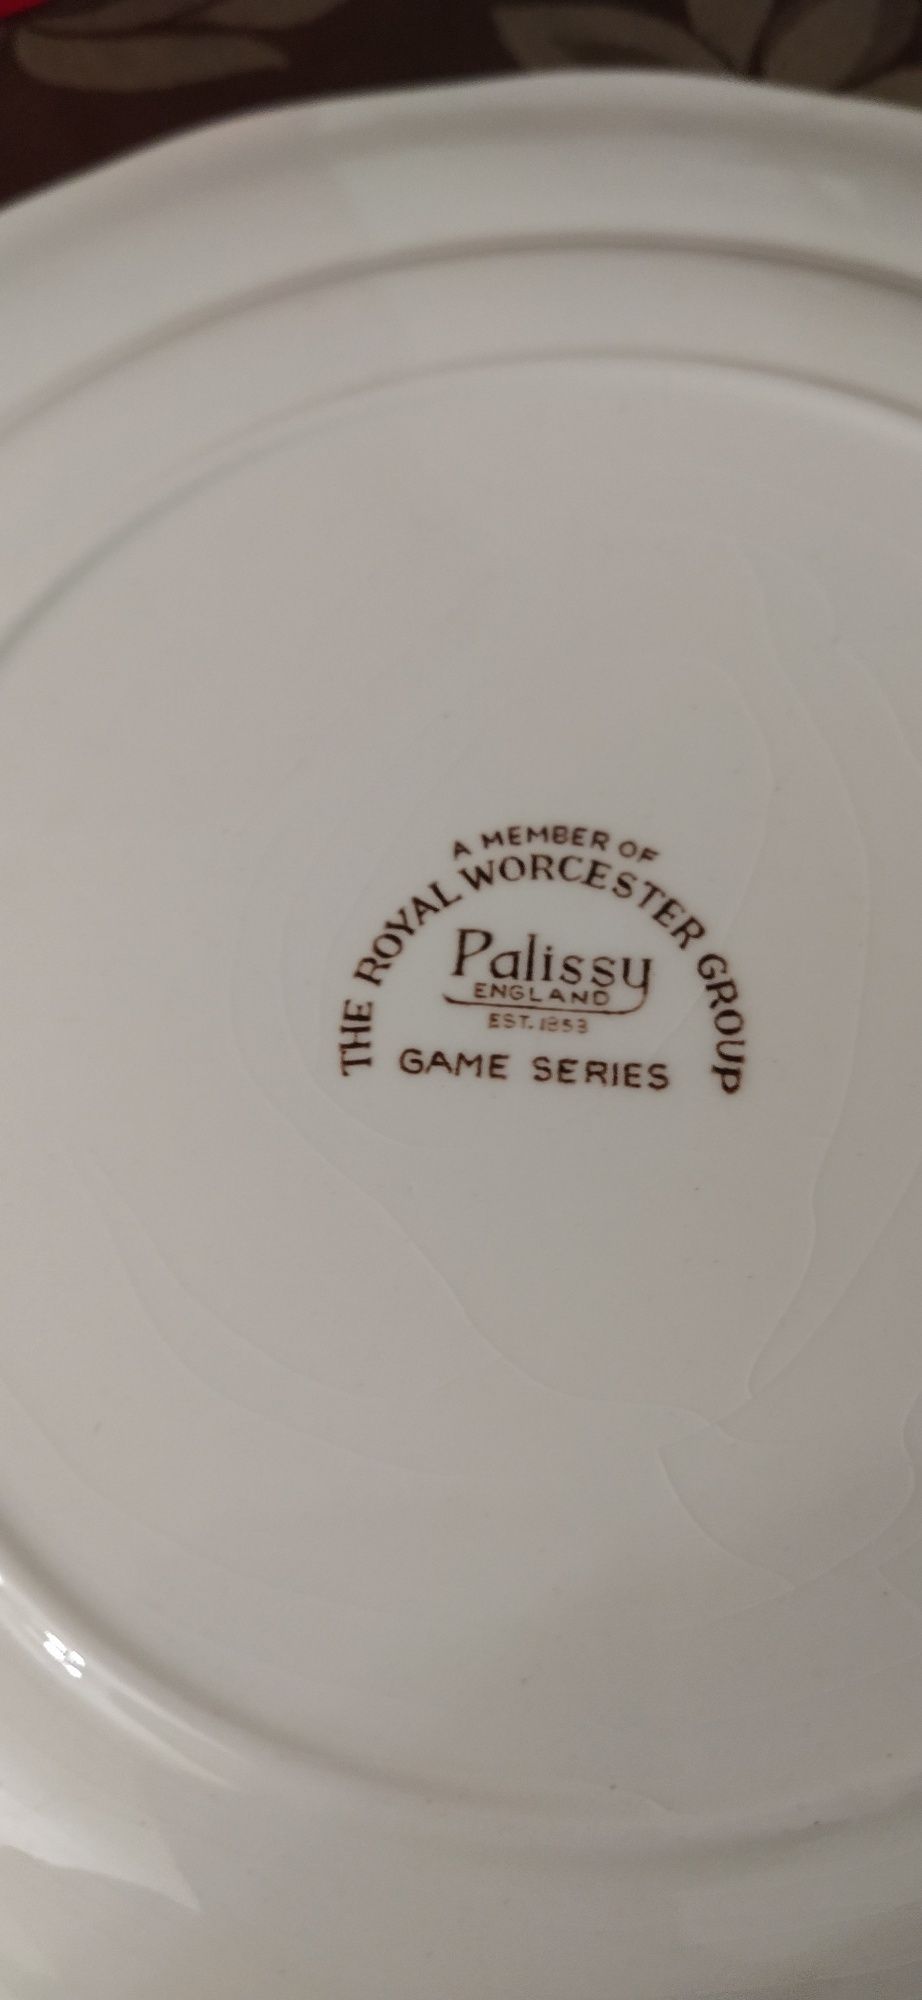 A MEMBER OF
THE ROYAL WORCESTER GROUP
Palissy
ENGLAND
EST. 1853
GAME SERIES